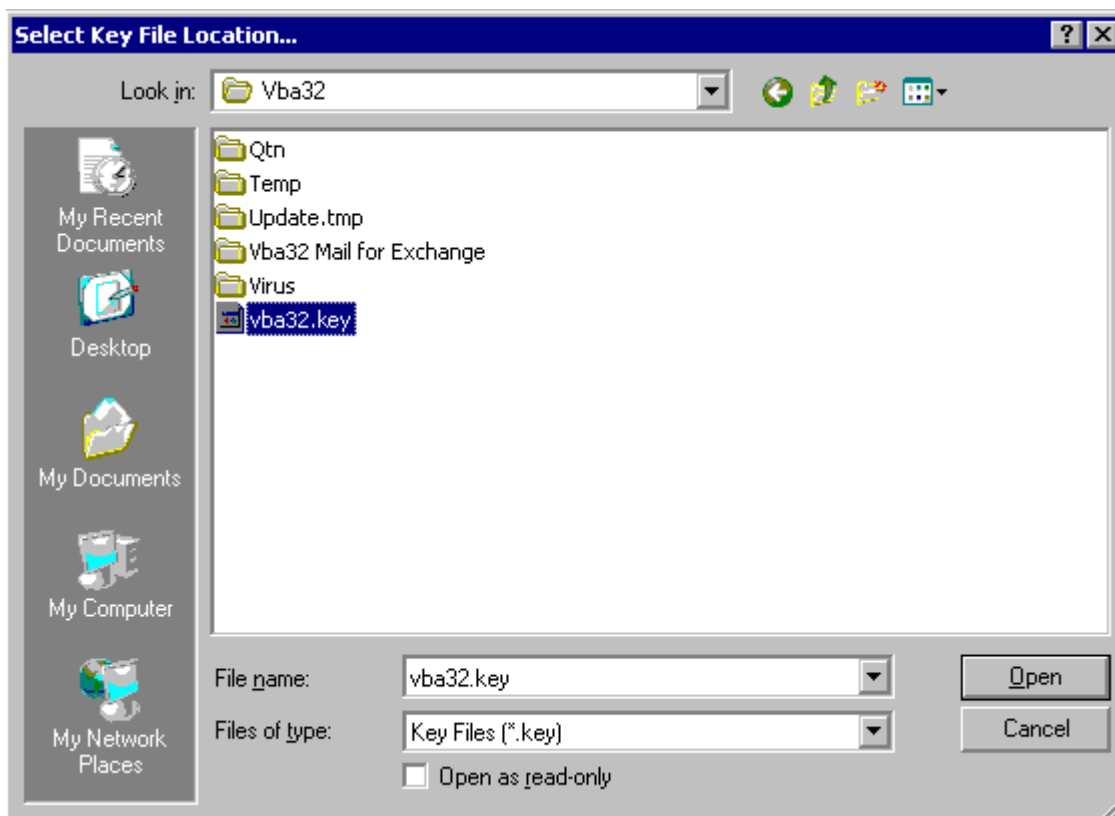 Select Key File Location...
Look in: Vba32
My Recent
Documents
Desktop
My Documents
My Computer
My Network
Places
Qtn
Temp
Update.tmp
Vba32 Mail for Exchange
Virus
vba32.key
File name: vba32.key Open
Files of type: Key Files (*.key) Cancel
Open as read-only